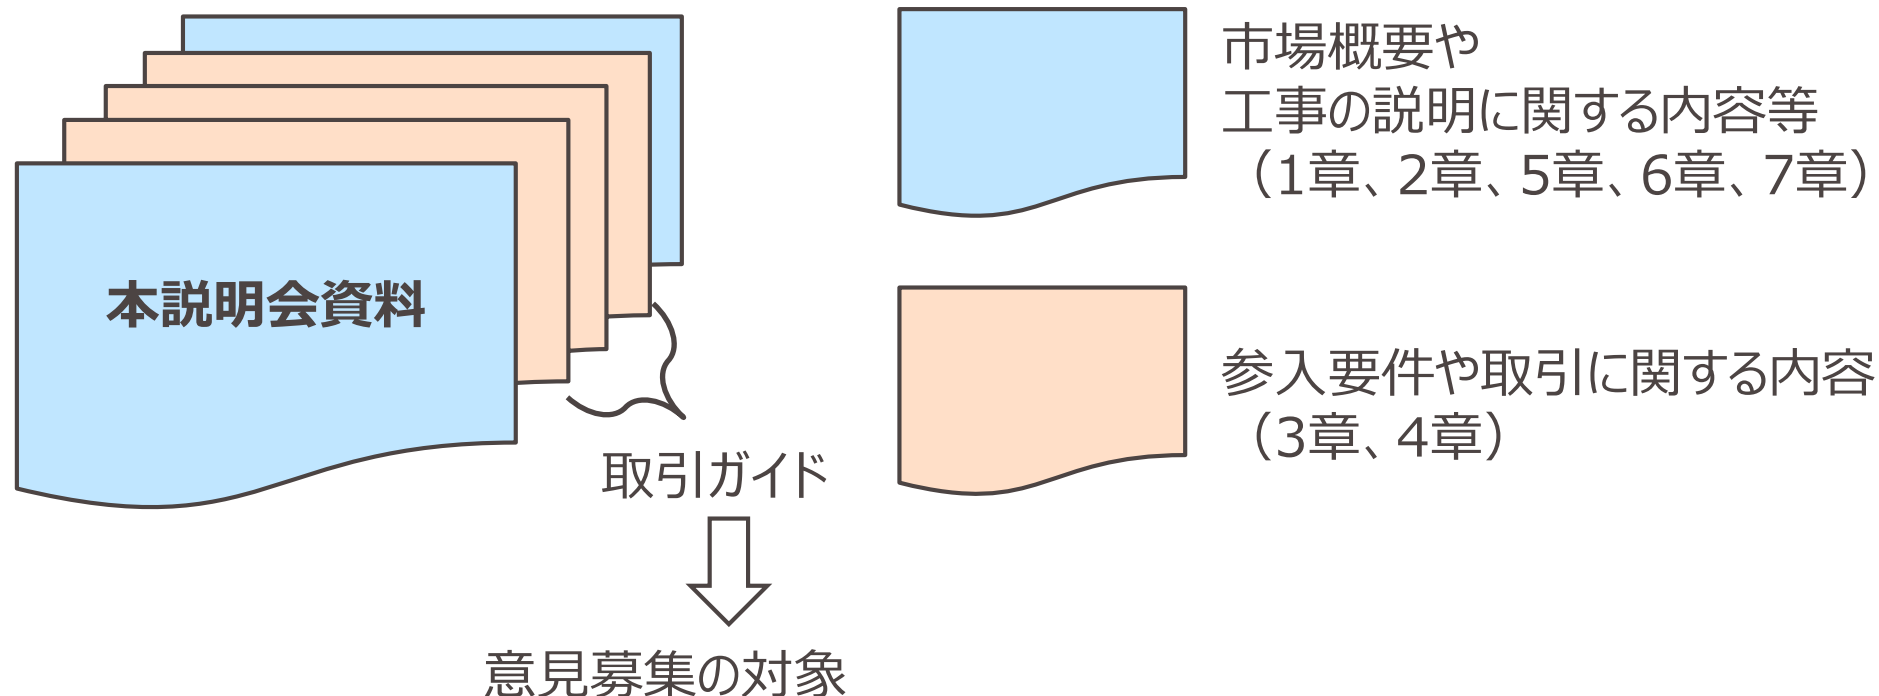 本説明会資料
取引ガイド
意見募集の対象
市場概要や
工事の説明に関する内容等
（1章、2章、5章、6章、7章）
参入要件や取引に関する内容
（3章、4章）